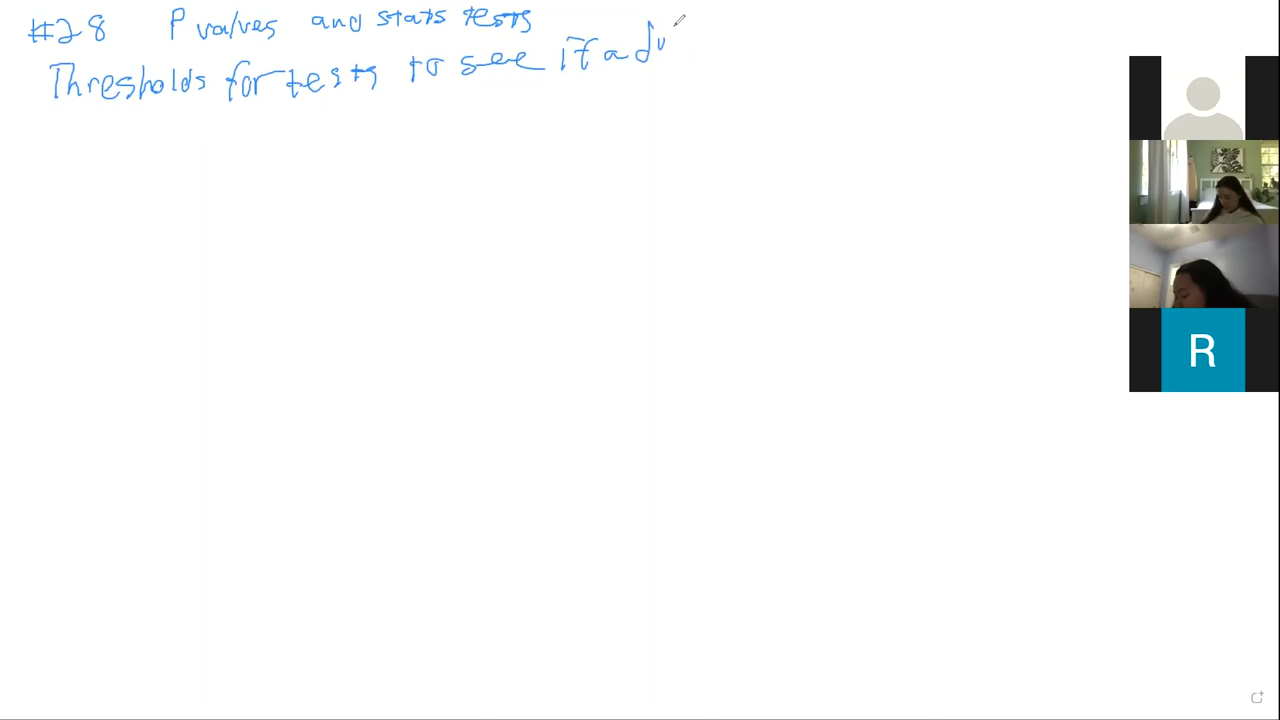 #28 P values and stats tests
Thresholds for tests to see if a
R